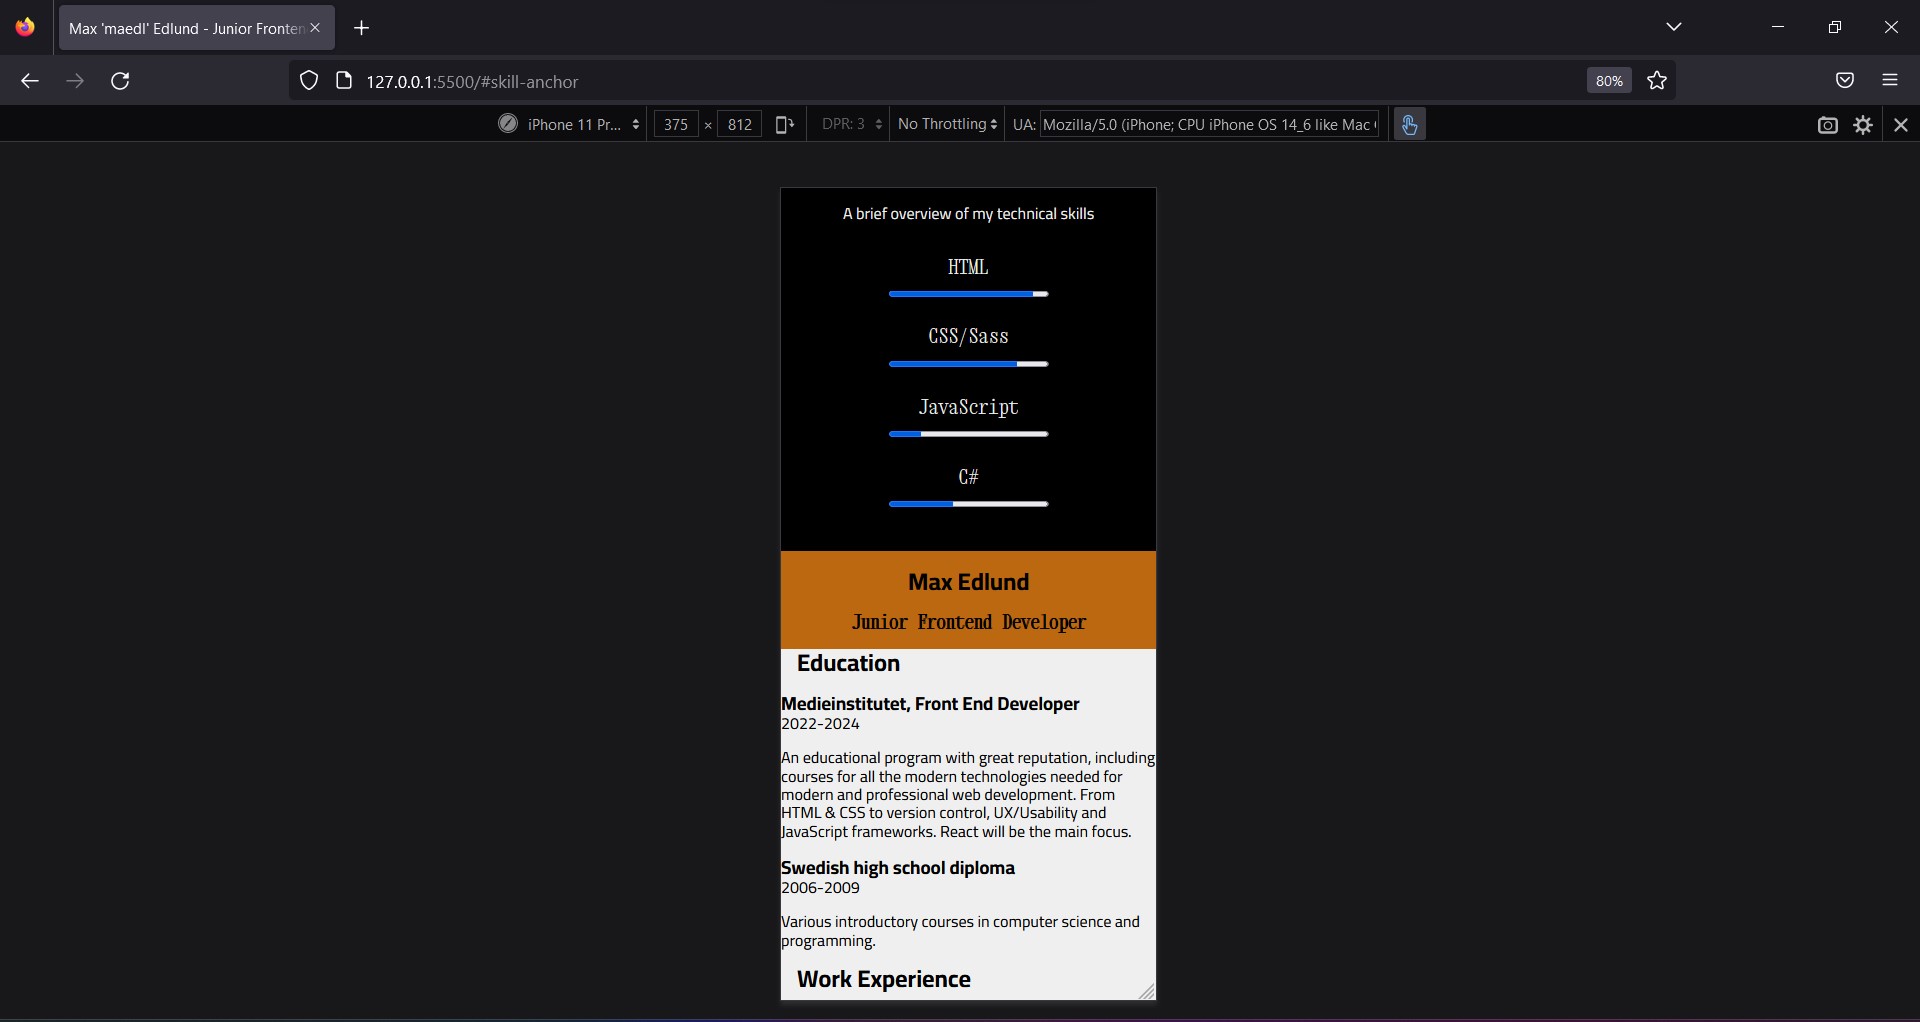 Max 'maedl' Edlund - Junior Fronten
127.0.0.1:5500/#skill-anchor
80%
iPhone 11 Pr... 375 × 812 DPR: 3 No Throttling UA: Mozilla/5.0 (iPhone; CPU iPhone OS 14_6 like Mac
A brief overview of my technical skills
HTML
CSS/Sass
JavaScript
C#
Max Edlund
Junior Frontend Developer
Education
Medieinstitutet, Front End Developer
2022-2024
An educational program with great reputation, including
courses for all the modern technologies needed for
modern and professional web development. From
HTML & CSS to version control, UX/Usability and
JavaScript frameworks. React will be the main focus.
Swedish high school diploma
2006-2009
Various introductory courses in computer science and
programming.
Work Experience